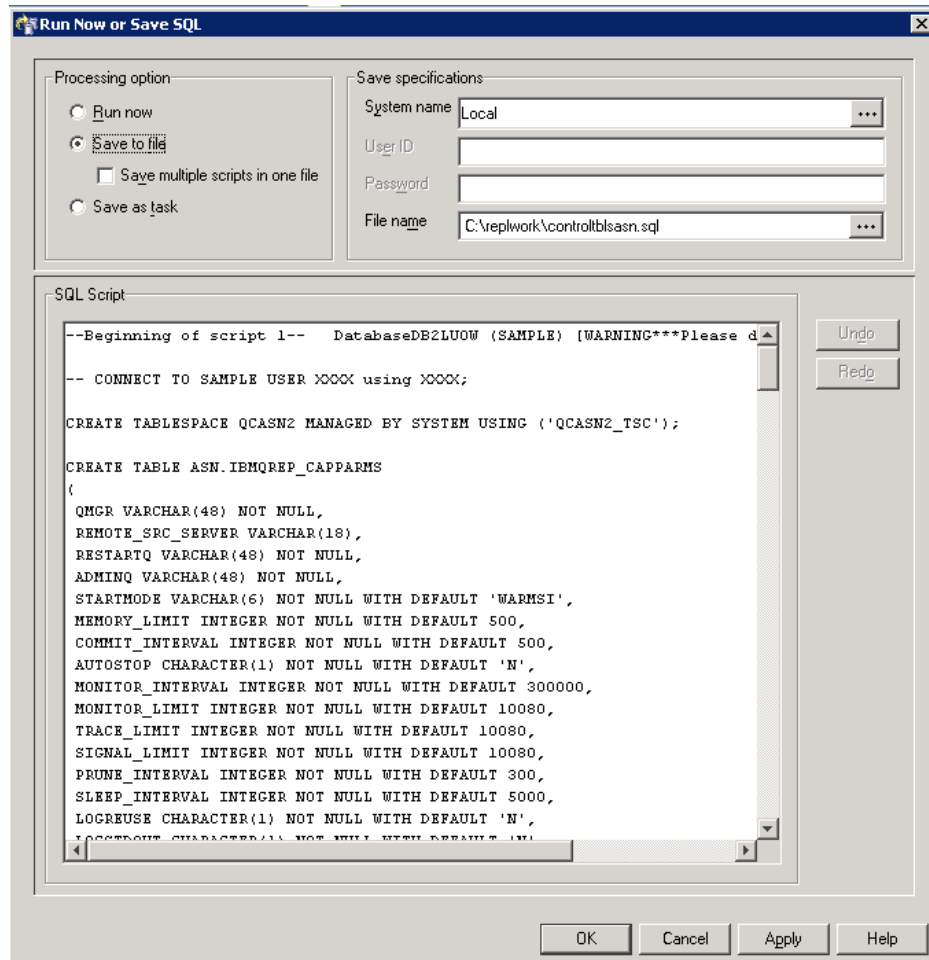 Run Now or Save SQL
Processing option
Run now
Save to file
Save multiple scripts in one file
Save as task
Save specifications
System name Local ...
User ID
Password
File name C:\replwork\controltblsasn.sql ...
SQL Script
--Beginning of script 1-- DatabaseDB2LUOW (SAMPLE) [WARNING***Please d
-- CONNECT TO SAMPLE USER XXXX using XXXX;
CREATE TABLESPACE QCASN2 MANAGED BY SYSTEM USING ('QCASN2_TSC');
CREATE TABLE ASN.IBMQREP_CAPPARMS
(
QMGR VARCHAR(48) NOT NULL,
REMOTE_SRC_SERVER VARCHAR(18),
RESTARTQ VARCHAR(48) NOT NULL,
ADMINQ VARCHAR(48) NOT NULL,
STARTMODE VARCHAR(6) NOT NULL WITH DEFAULT 'WARMSI',
MEMORY_LIMIT INTEGER NOT NULL WITH DEFAULT 500,
COMMIT_INTERVAL INTEGER NOT NULL WITH DEFAULT 500,
AUTOSTOP CHARACTER(1) NOT NULL WITH DEFAULT 'N',
MONITOR_INTERVAL INTEGER NOT NULL WITH DEFAULT 300000,
MONITOR_LIMIT INTEGER NOT NULL WITH DEFAULT 10080,
TRACE_LIMIT INTEGER NOT NULL WITH DEFAULT 10080,
SIGNAL_LIMIT INTEGER NOT NULL WITH DEFAULT 10080,
PRUNE_INTERVAL INTEGER NOT NULL WITH DEFAULT 300,
SLEEP_INTERVAL INTEGER NOT NULL WITH DEFAULT 5000,
LOGREUSE CHARACTER(1) NOT NULL WITH DEFAULT 'N',
LOGSTDOUT CHARACTER(1) NOT NULL WITH DEFAULT 'N'
Undo
Redo
OK Cancel Apply Help